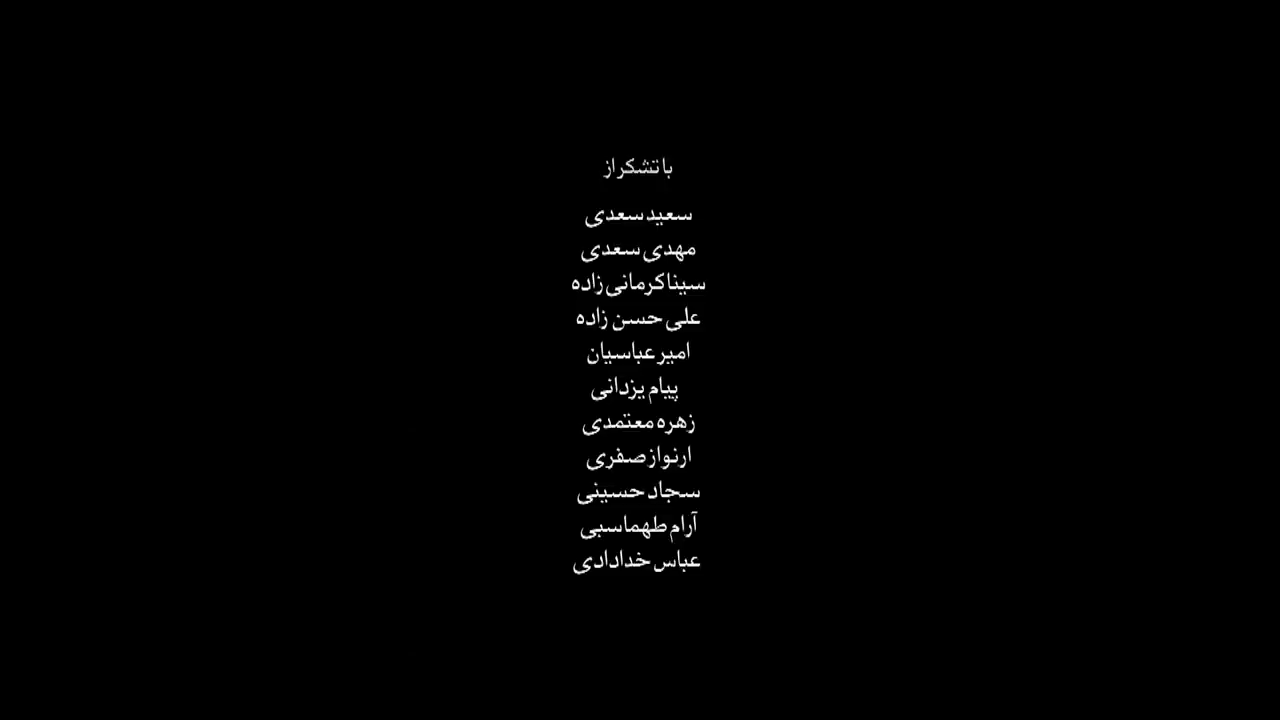 با تشکر از
سعید سعدی
مهدی سعدی
سینا کرمانی زاده
علی حسن زاده
امیر عباسیان
پیام یزدانی
زهره معتمدی
ارنواز صفری
سجاد حسینی
آرام طهماسبی
عباس خدادادی